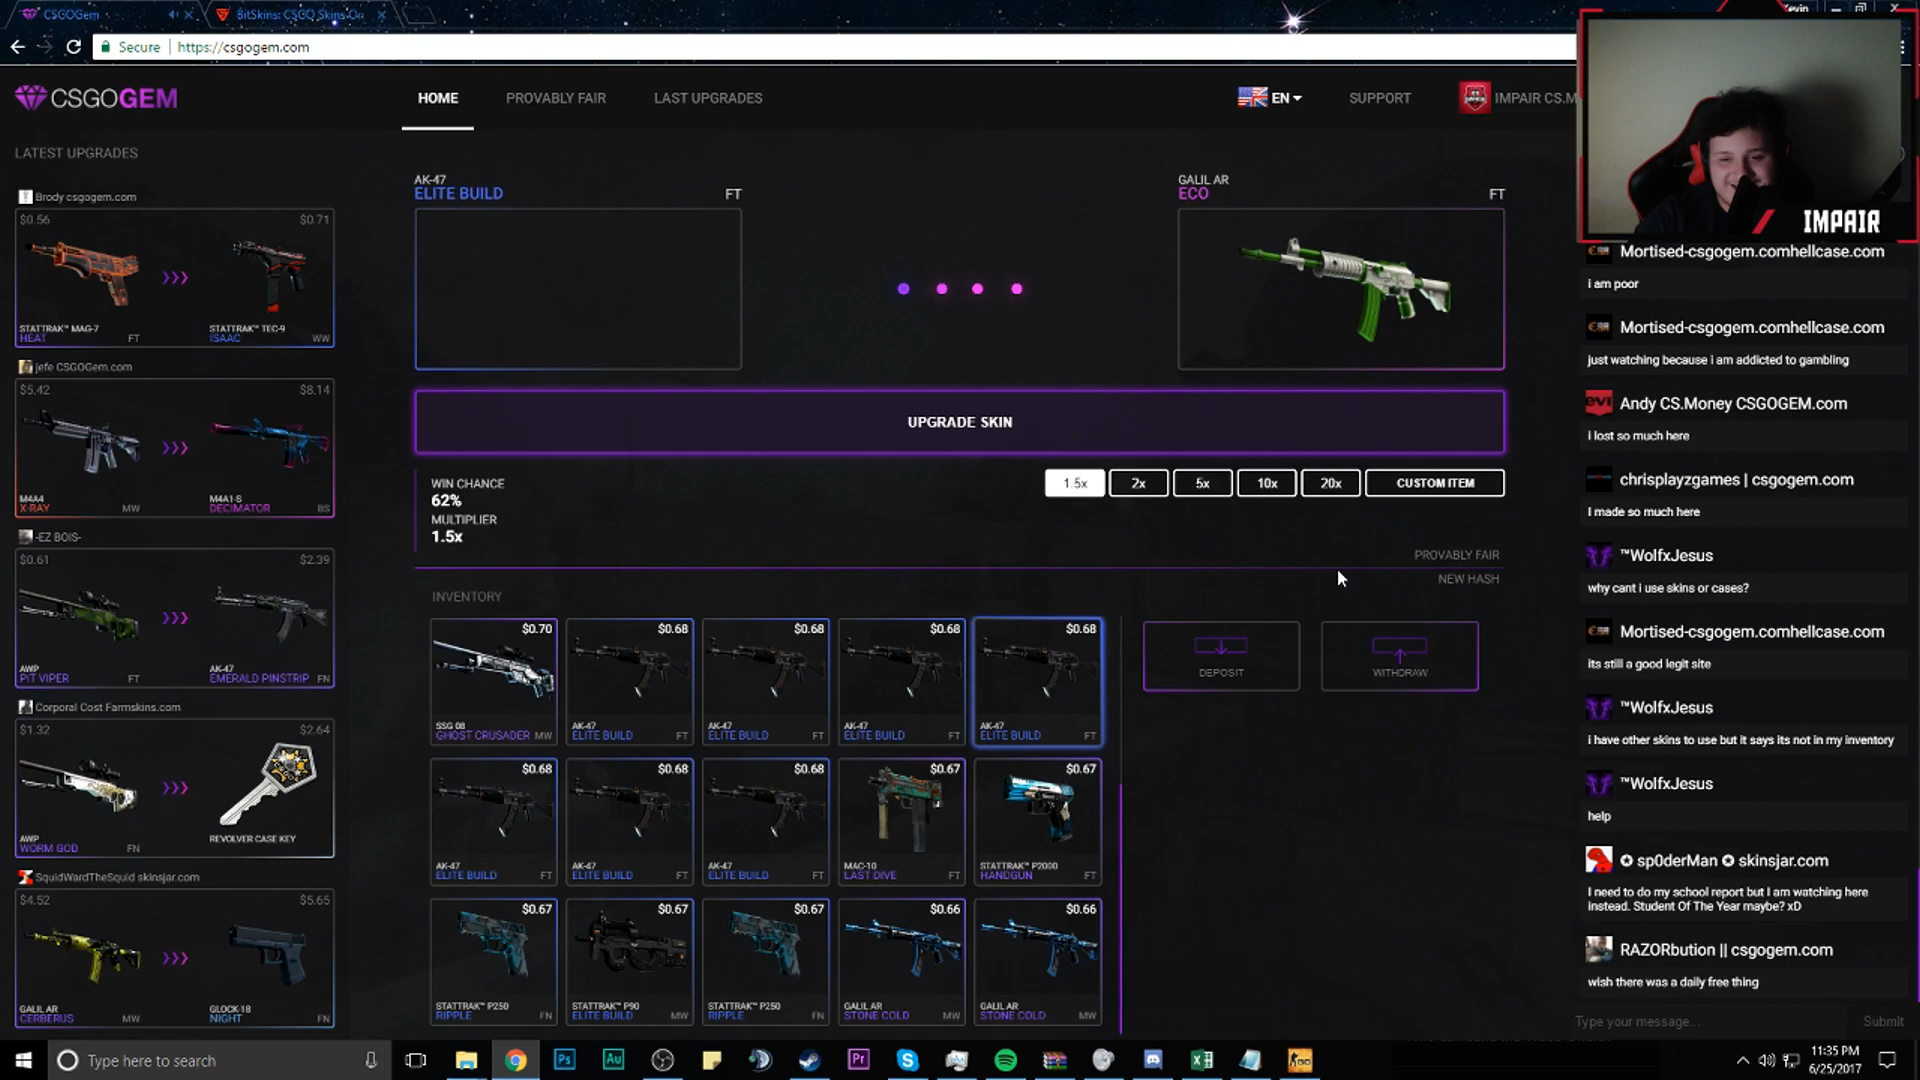 CSGOGem
BitSkins: CSGO Skins On
Kevin
Secure | https://csgogem.com
CSGOGEM
HOME
PROVABLY FAIR
LAST UPGRADES
EN
SUPPORT
IMPAIR CS.M
IMPAIR
LATEST UPGRADES
Brody csgogem.com
$0.56
$0.71
STATTRAK™ MAG-7
HEAT
FT
STATTRAK™ TEC-9
ISAAC
WW
jefe CSGOGem.com
$5.42
$8.14
M4A4
X-RAY
MW
M4A1-S
DECIMATOR
BS
-EZ BOIS-
$0.61
$2.39
AWP
PIT VIPER
FT
AK-47
EMERALD PINSTRIP
FN
Corporal Cost Farmskins.com
$1.32
$2.64
AWP
WORM GOD
FN
REVOLVER CASE KEY
SquidWardTheSquid skinsjar.com
$4.52
$5.65
GALIL AR
CERBERUS
MW
GLOCK-18
NIGHT
FN
AK-47
ELITE BUILD
FT
GALIL AR
ECO
FT
UPGRADE SKIN
WIN CHANCE
62%
MULTIPLIER
1.5x
1.5x
2x
5x
10x
20x
CUSTOM ITEM
PROVABLY FAIR
NEW HASH
INVENTORY
$0.70
SSG 08
GHOST CRUSADER MW
$0.68
AK-47
ELITE BUILD FT
$0.68
AK-47
ELITE BUILD FT
$0.68
AK-47
ELITE BUILD FT
$0.68
AK-47
ELITE BUILD FT
$0.68
AK-47
ELITE BUILD FT
$0.68
AK-47
ELITE BUILD FT
$0.68
AK-47
ELITE BUILD FT
$0.67
MAC-10
LAST DIVE FT
$0.67
STATTRAK™ P2000
HANDGUN FT
$0.67
STATTRAK™ P250
RIPPLE FN
$0.67
STATTRAK™ P90
ELITE BUILD MW
$0.67
STATTRAK™ P250
RIPPLE FN
$0.66
GALIL AR
STONE COLD MW
$0.66
GALIL AR
STONE COLD MW
DEPOSIT
WITHDRAW
Mortised-csgogem.comhellcase.com
i am poor
Mortised-csgogem.comhellcase.com
just watching because i am addicted to gambling
Andy CS.Money CSGOGEM.com
i lost so much here
chrisplayzgames | csgogem.com
I made so much here
™WolfxJesus
why cant i use skins or cases?
Mortised-csgogem.comhellcase.com
its still a good legit site
™WolfxJesus
i have other skins to use but it says its not in my inventory
™WolfxJesus
help
✪ sp0derMan ✪ skinsjar.com
I need to do my school report but I am watching here
instead. Student Of The Year maybe? xD
RAZORbution || csgogem.com
wish there was a daily free thing
Type your message...
Submit
Type here to search
Ps
Au
Pr
11:35 PM
6/25/2017